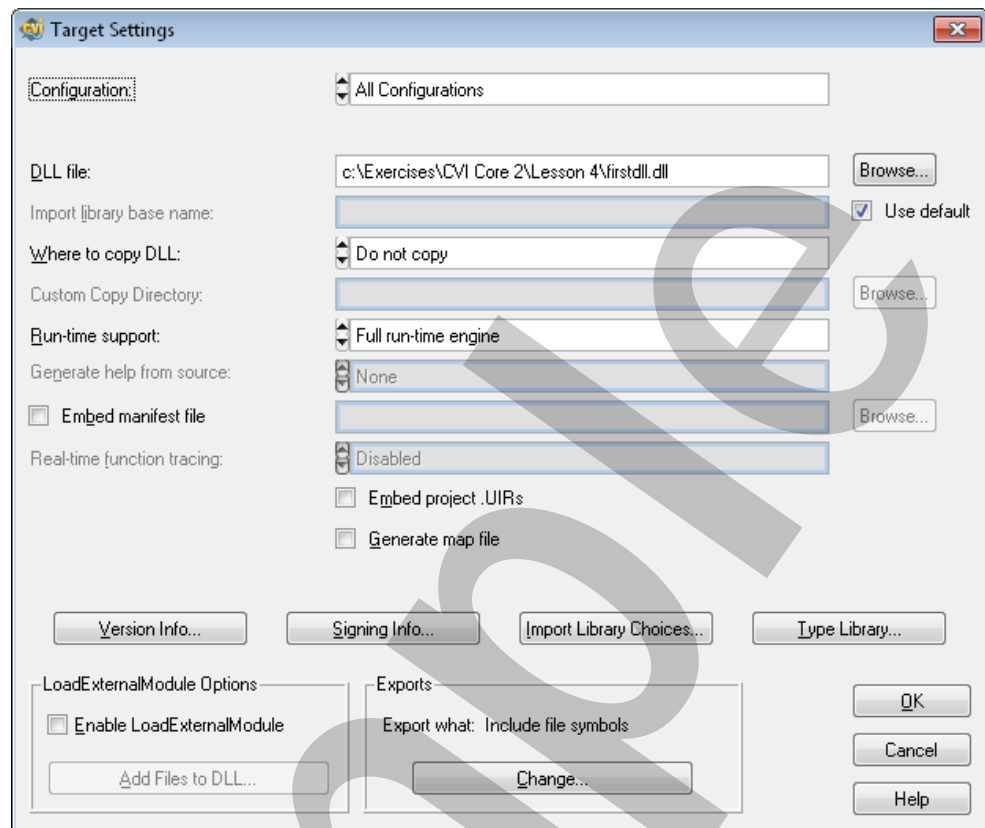 CVI Target Settings
Configuration: All Configurations
DLL file: c:\Exercises\CVI Core 2\Lesson 4\firstdll.dll Browse...
Import library base name: Use default
Where to copy DLL: Do not copy
Custom Copy Directory: Browse...
Run-time support: Full run-time engine
Generate help from source: None
Embed manifest file Browse...
Real-time function tracing: Disabled
Embed project .UIRs
Generate map file
Version Info... Signing Info... Import Library Choices... Type Library...
LoadExternalModule Options Exports
OK
Enable LoadExternalModule Export what: Include file symbols
Cancel
Add Files to DLL... Change...
Help